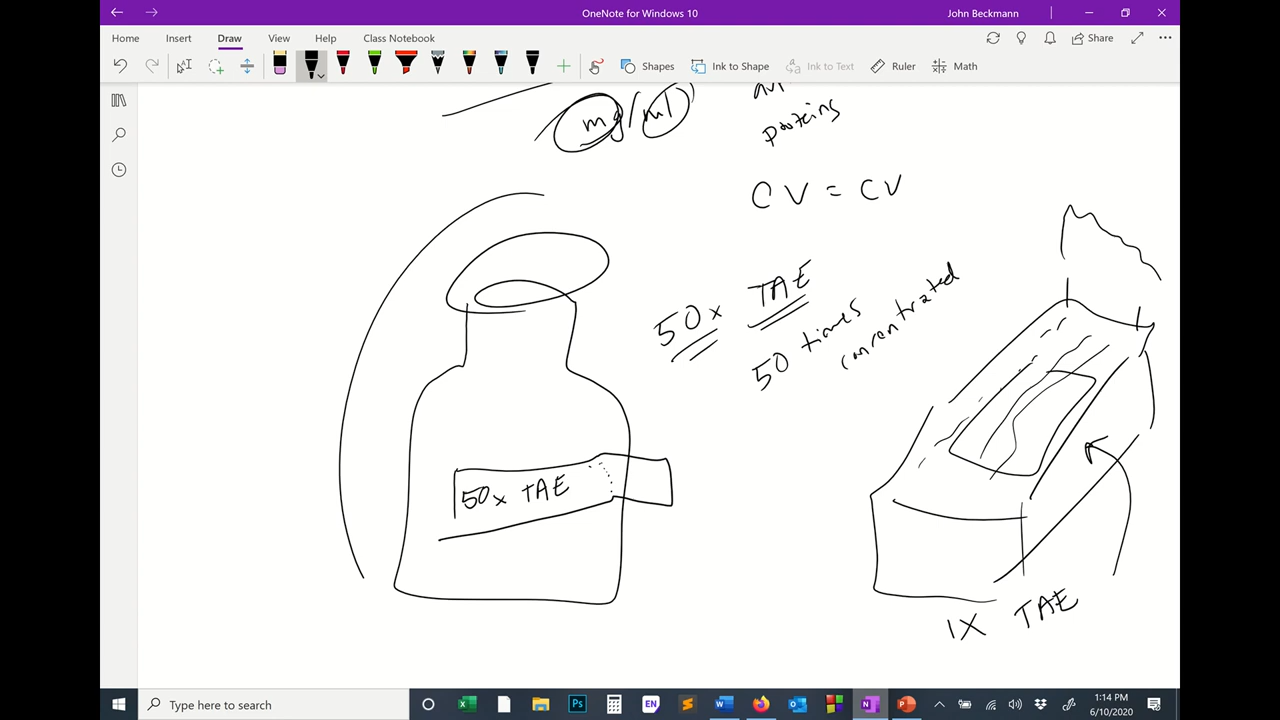 OneNote for Windows 10
John Beckmann
Home
Insert
Draw
View
Help
Class Notebook
Share
Shapes
Ink to Shape
Ink to Text
Ruler
Math
mg/ml
proteins
CV = CV
50x TAE
50 times
concentrated
50x TAE
1X TAE
Type here to search
EN
1:14 PM
6/10/2020